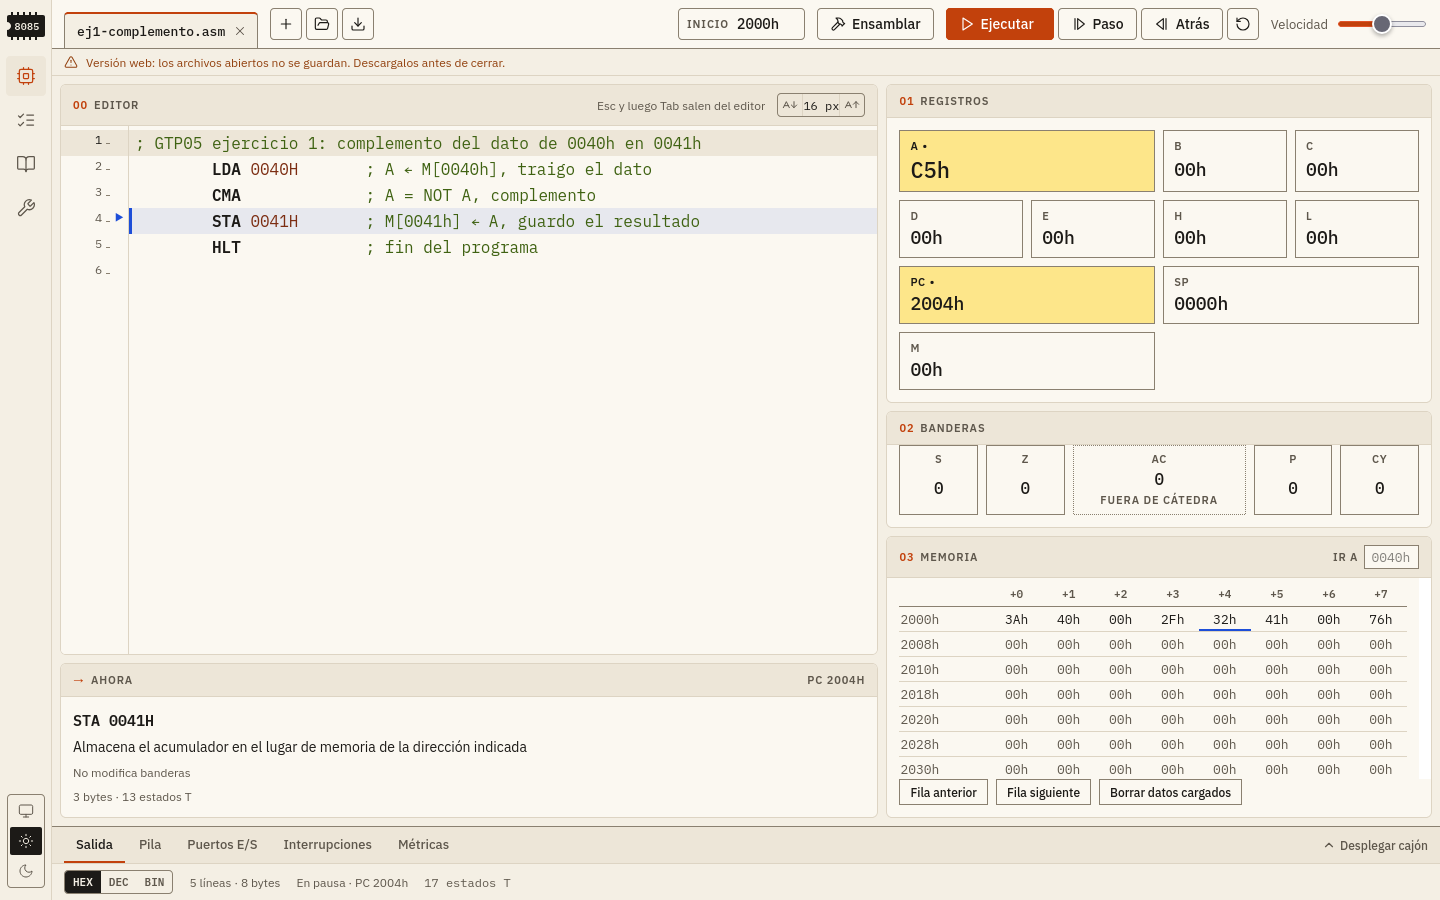 8085
ej1-complemento.asm
INICIO 2000h
Ensamblar
Ejecutar
Paso
Atrás
Velocidad
Versión web: los archivos abiertos no se guardan. Descargalos antes de cerrar.
00 EDITOR
Esc y luego Tab salen del editor
A↓ 16 px A↑
1 ; GTP05 ejercicio 1: complemento del dato de 0040h en 0041h
2 LDA 0040H ; A ← M[0040h], traigo el dato
3 CMA ; A = NOT A, complemento
4 STA 0041H ; M[0041h] ← A, guardo el resultado
5 HLT ; fin del programa
6
→ AHORA
PC 2004H
STA 0041H
Almacena el acumulador en el lugar de memoria de la dirección indicada
No modifica banderas
3 bytes · 13 estados T
01 REGISTROS
A • B C
C5h 00h 00h
D E H L
00h 00h 00h 00h
PC • SP
2004h 0000h
M
00h
02 BANDERAS
S Z AC P CY
0 0 0 0 0
FUERA DE CÁTEDRA
03 MEMORIA
IR A 0040h
+0 +1 +2 +3 +4 +5 +6 +7
2000h 3Ah 40h 00h 2Fh 32h 41h 00h 76h
2008h 00h 00h 00h 00h 00h 00h 00h 00h
2010h 00h 00h 00h 00h 00h 00h 00h 00h
2018h 00h 00h 00h 00h 00h 00h 00h 00h
2020h 00h 00h 00h 00h 00h 00h 00h 00h
2028h 00h 00h 00h 00h 00h 00h 00h 00h
2030h 00h 00h 00h 00h 00h 00h 00h 00h
Fila anterior
Fila siguiente
Borrar datos cargados
Salida Pila Puertos E/S Interrupciones Métricas
Desplegar cajón
HEX DEC BIN
5 líneas · 8 bytes
En pausa · PC 2004h
17 estados T